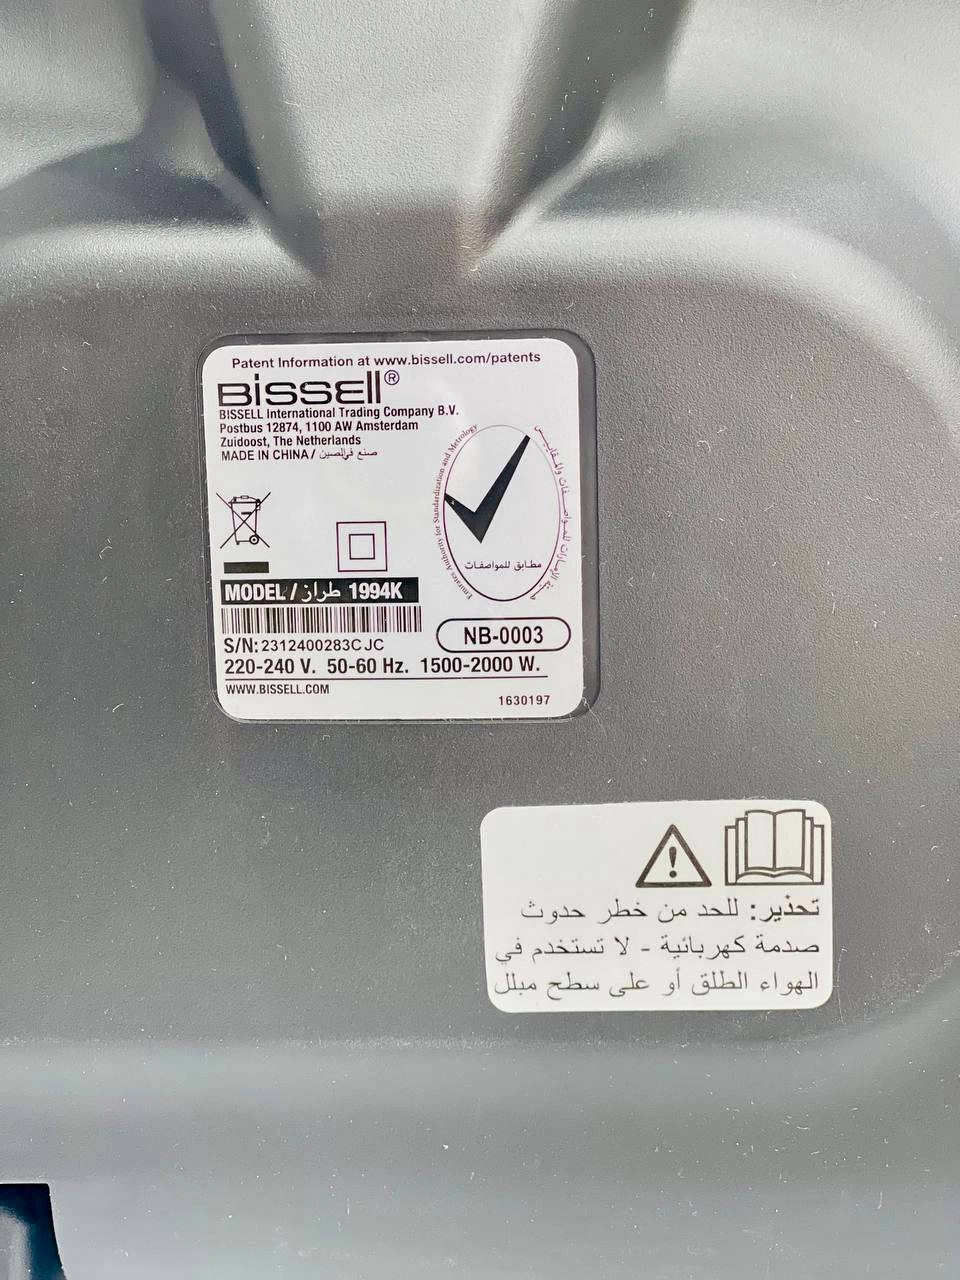 Patent Information at www.bissell.com/patents
BISSELL®
BISSELL International Trading Company B.V.
Postbus 12874, 1100 AW Amsterdam
Zuidoost, The Netherlands
MADE IN CHINA / صنع في الصين
Emirates Authority for Standardization and Metrology
هيئة الإمارات للمواصفات والمقاييس
مطابق للمواصفات
MODEL / طراز 1994K
S/N: 2312400283CJC
NB-0003
220-240 V. 50-60 Hz. 1500-2000 W.
WWW.BISSELL.COM
1630197
تحذير: للحد من خطر حدوث
صدمة كهربائية - لا تستخدم في
الهواء الطلق أو على سطح مبلل